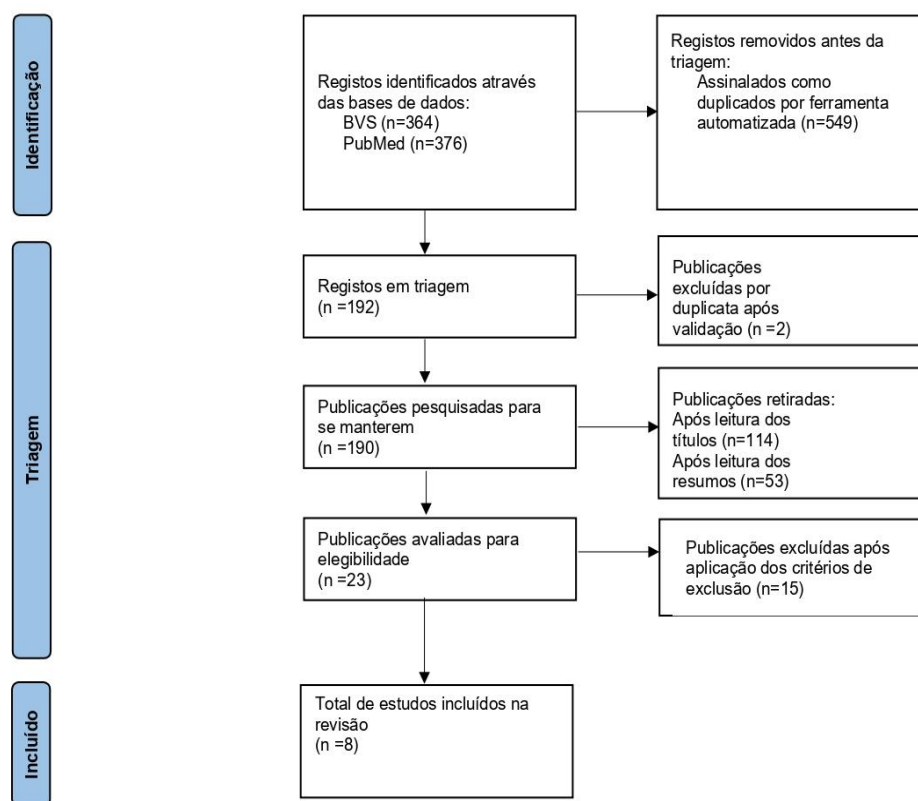 Identificação
Registos identificados através
das bases de dados:
BVS (n=364)
PubMed (n=376)
Registos removidos antes da
triagem:
Assinalados como
duplicados por ferramenta
automatizada (n=549)
Triagem
Registos em triagem
(n =192)
Publicações
excluídas por
duplicata após
validação (n =2)
Publicações pesquisadas para
se manterem
(n =190)
Publicações retiradas:
Após leitura dos
títulos (n=114)
Após leitura dos
resumos (n=53)
Publicações avaliadas para
elegibilidade
(n =23)
Publicações excluídas após
aplicação dos critérios de
exclusão (n=15)
Incluído
Total de estudos incluídos na
revisão
(n =8)